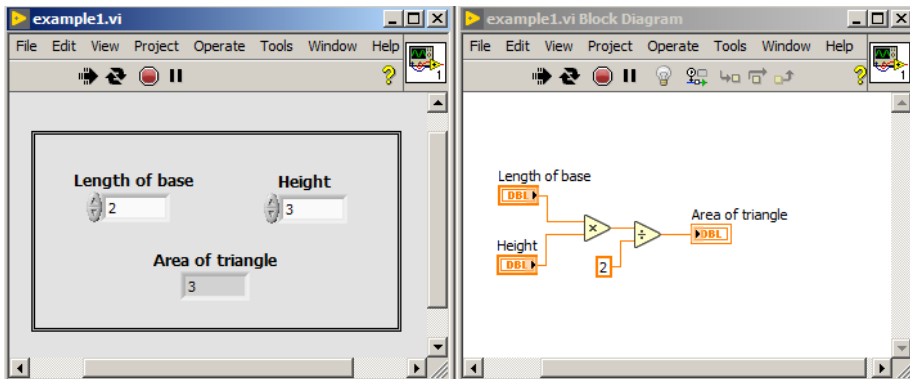 example1.vi
File Edit View Project Operate Tools Window Help
1
Length of base
2
Height
3
Area of triangle
3
example1.vi Block Diagram
File Edit View Project Operate Tools Window Help
1
Length of base
DBL
Height
DBL
×
÷
2
Area of triangle
DBL